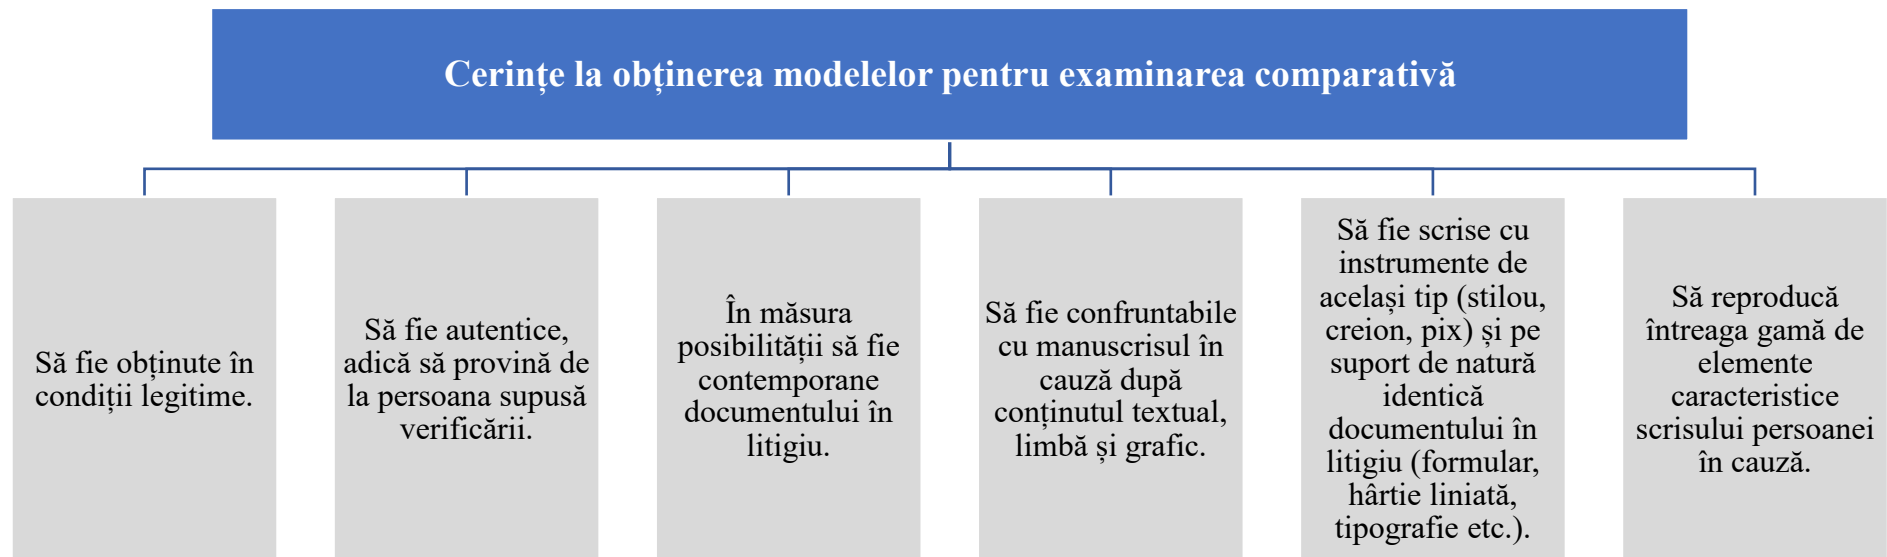 Cerințe la obținerea modelelor pentru examinarea comparativă
Să fie obținute în
condiții legitime.
Să fie autentice,
adică să provină de
la persoana supusă
verificării.
În măsura
posibilității să fie
contemporane
documentului în
litigiu.
Să fie confruntabile
cu manuscrisul în
cauză după
conținutul textual,
limbă și grafic.
Să fie scrise cu
instrumente de
același tip (stilou,
creion, pix) și pe
suport de natură
identică
documentului în
litigiu (formular,
hârtie liniată,
tipografie etc.).
Să reproducă
întreaga gamă de
elemente
caracteristice
scrisului persoanei
în cauză.